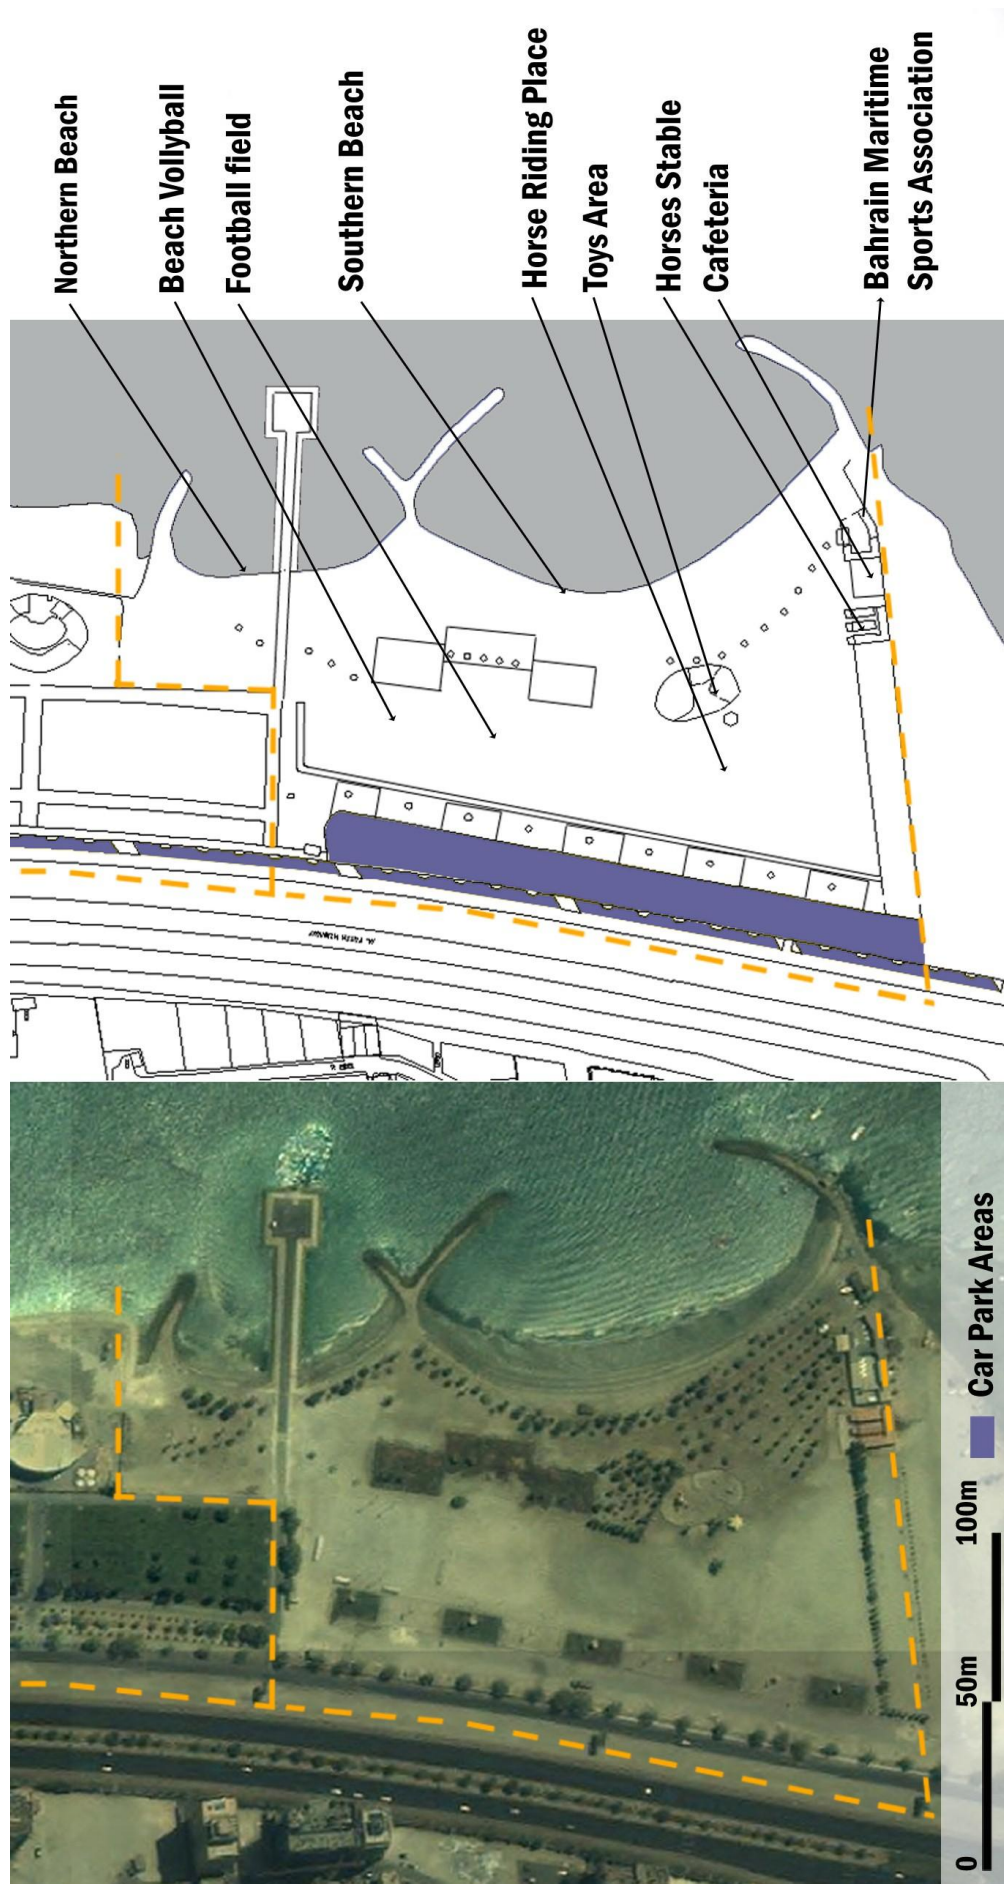 Northern Beach
Beach Vollyball
Football field
Southern Beach
Horse Riding Place
Toys Area
Horses Stable
Cafeteria
Bahrain Maritime
Sports Association
0
50m
100m
Car Park Areas